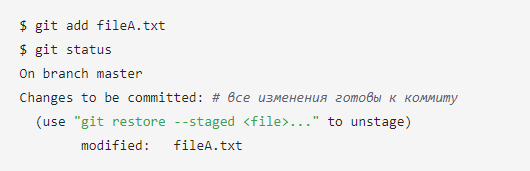 $ git add fileA.txt
$ git status
On branch master
Changes to be committed: # все изменения готовы к коммиту
  (use "git restore --staged <file>..." to unstage)
        modified:   fileA.txt